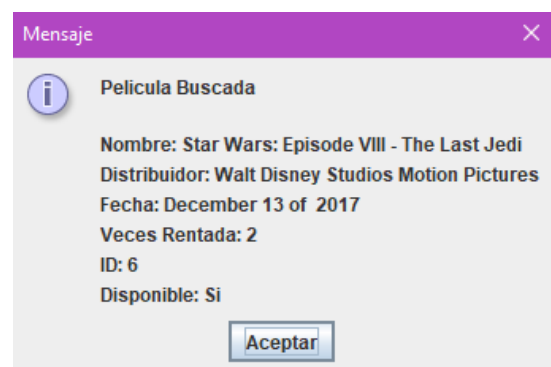 Mensaje
Pelicula Buscada
Nombre: Star Wars: Episode VIII - The Last Jedi
Distribuidor: Walt Disney Studios Motion Pictures
Fecha: December 13 of  2017
Veces Rentada: 2
ID: 6
Disponible: Si
Aceptar